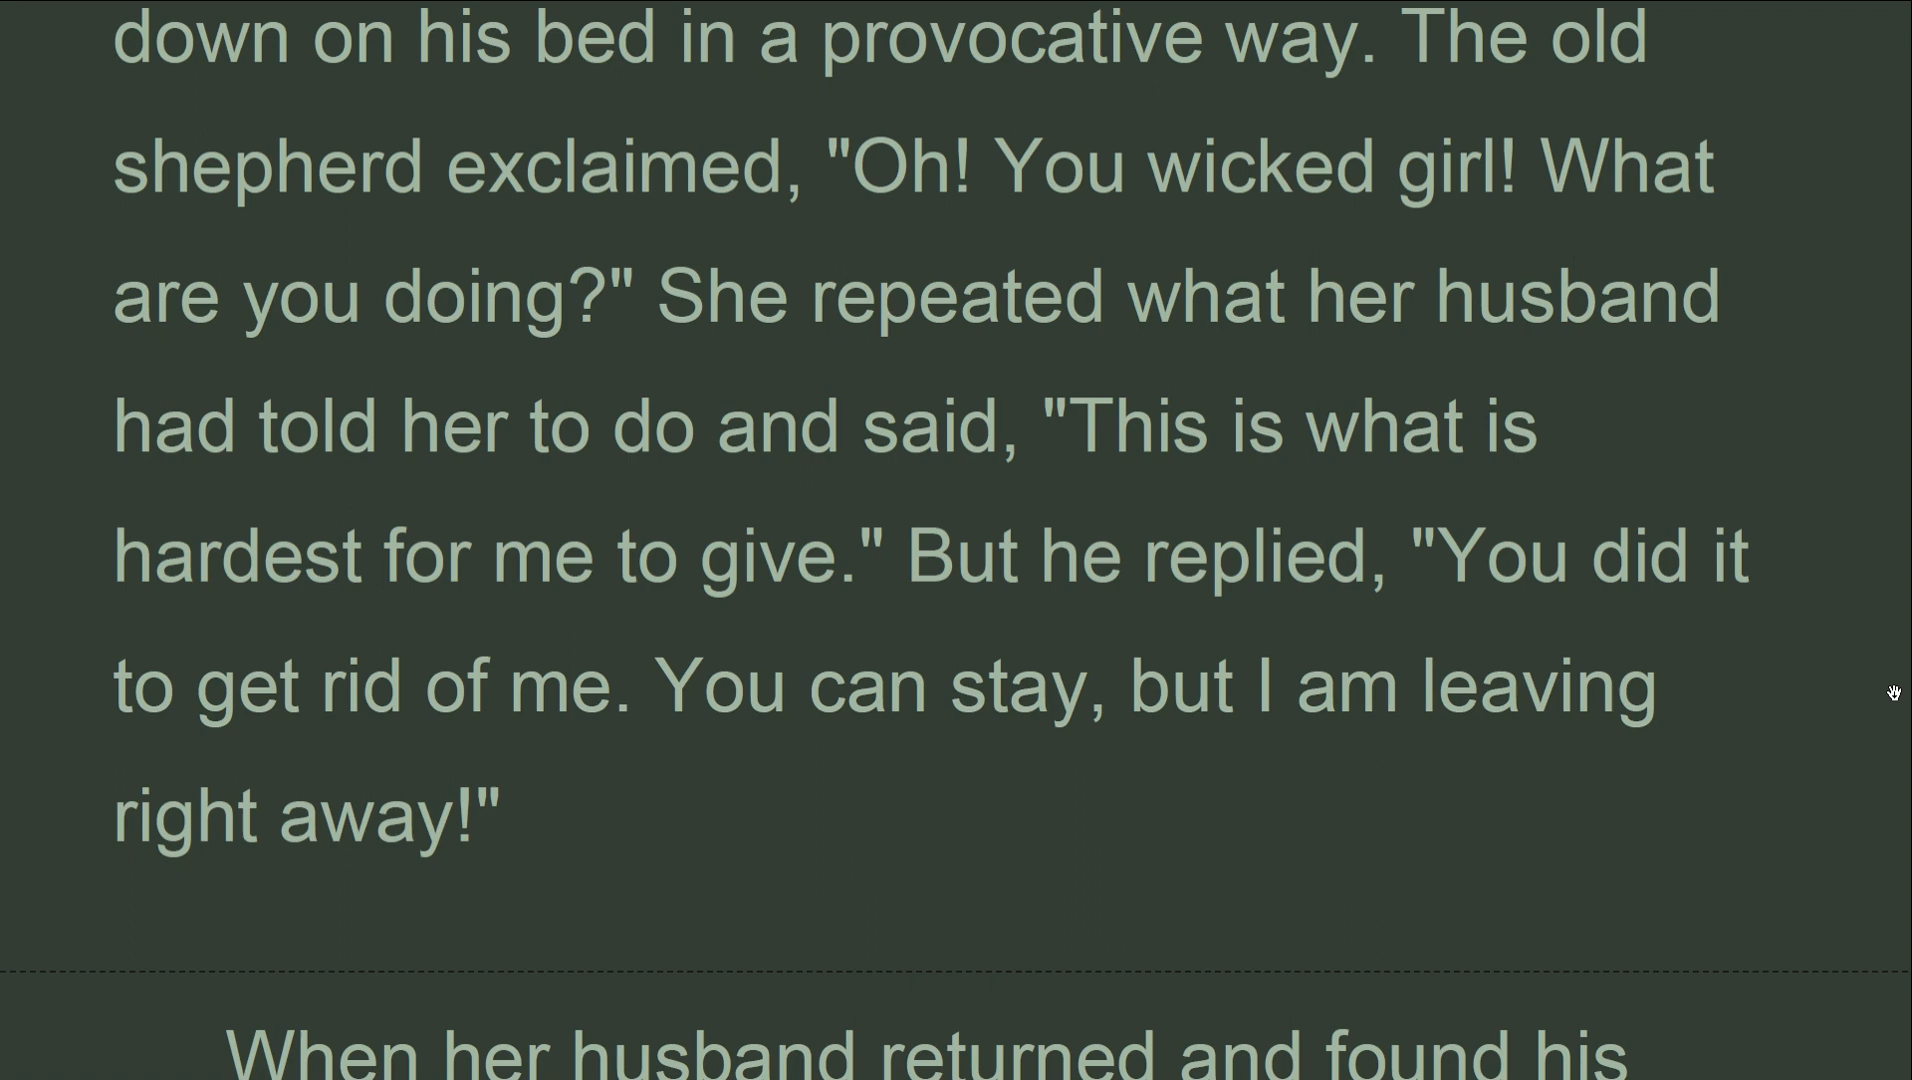 down on his bed in a provocative way. The old
shepherd exclaimed, "Oh! You wicked girl! What
are you doing?" She repeated what her husband
had told her to do and said, "This is what is
hardest for me to give." But he replied, "You did it
to get rid of me. You can stay, but I am leaving
right away!"
When her husband returned and found his